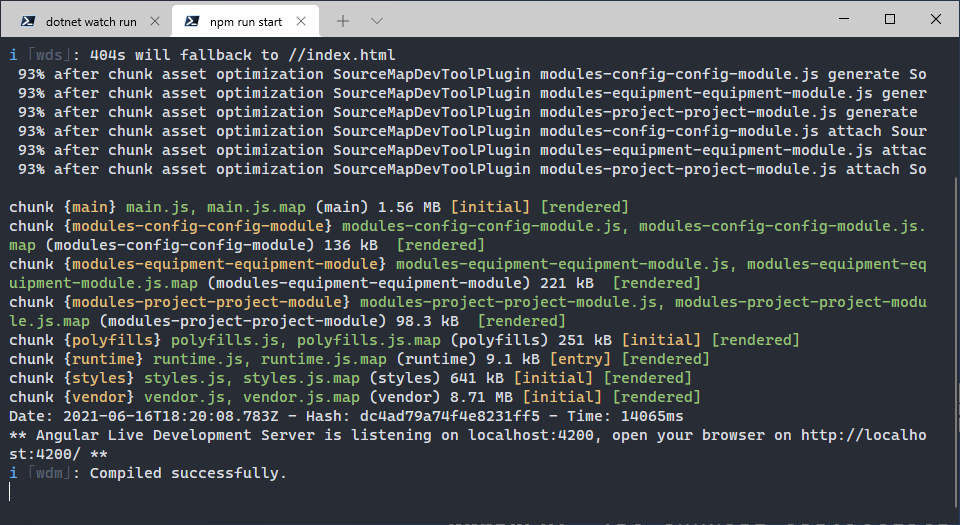 dotnet watch run
npm run start
i ｢wds｣: 404s will fallback to //index.html
93% after chunk asset optimization SourceMapDevToolPlugin modules-config-config-module.js generate So
93% after chunk asset optimization SourceMapDevToolPlugin modules-equipment-equipment-module.js gener
93% after chunk asset optimization SourceMapDevToolPlugin modules-project-project-module.js generate
93% after chunk asset optimization SourceMapDevToolPlugin modules-config-config-module.js attach Sour
93% after chunk asset optimization SourceMapDevToolPlugin modules-equipment-equipment-module.js attac
93% after chunk asset optimization SourceMapDevToolPlugin modules-project-project-module.js attach So
chunk {main} main.js, main.js.map (main) 1.56 MB [initial] [rendered]
chunk {modules-config-config-module} modules-config-config-module.js, modules-config-config-module.js.
map (modules-config-config-module) 136 kB  [rendered]
chunk {modules-equipment-equipment-module} modules-equipment-equipment-module.js, modules-equipment-eq
uipment-module.js.map (modules-equipment-equipment-module) 221 kB  [rendered]
chunk {modules-project-project-module} modules-project-project-module.js, modules-project-project-modu
le.js.map (modules-project-project-module) 98.3 kB  [rendered]
chunk {polyfills} polyfills.js, polyfills.js.map (polyfills) 251 kB [initial] [rendered]
chunk {runtime} runtime.js, runtime.js.map (runtime) 9.1 kB [entry] [rendered]
chunk {styles} styles.js, styles.js.map (styles) 641 kB [initial] [rendered]
chunk {vendor} vendor.js, vendor.js.map (vendor) 8.71 MB [initial] [rendered]
Date: 2021-06-16T18:20:08.783Z - Hash: dc4ad79a74f4e8231ff5 - Time: 14065ms
** Angular Live Development Server is listening on localhost:4200, open your browser on http://localho
st:4200/ **
i ｢wdm｣: Compiled successfully.